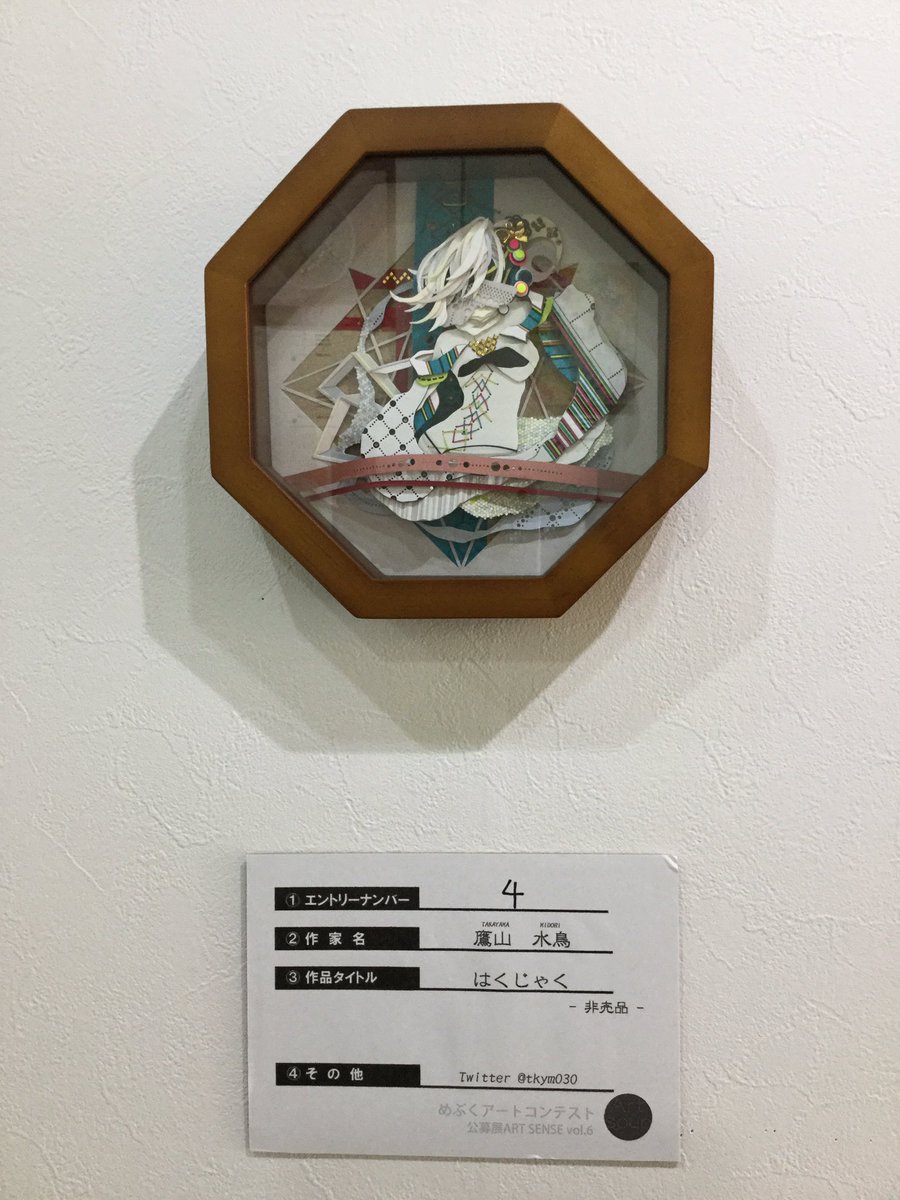 ① エントリーナンバー 4
TAKAYAMA MIDORI
② 作家名 鷹山 水鳥
③ 作品タイトル はくじゃく
- 非売品 -
④ その他 Twitter @tkym030
めぶくアートコンテスト
公募展ART SENSE vol.6